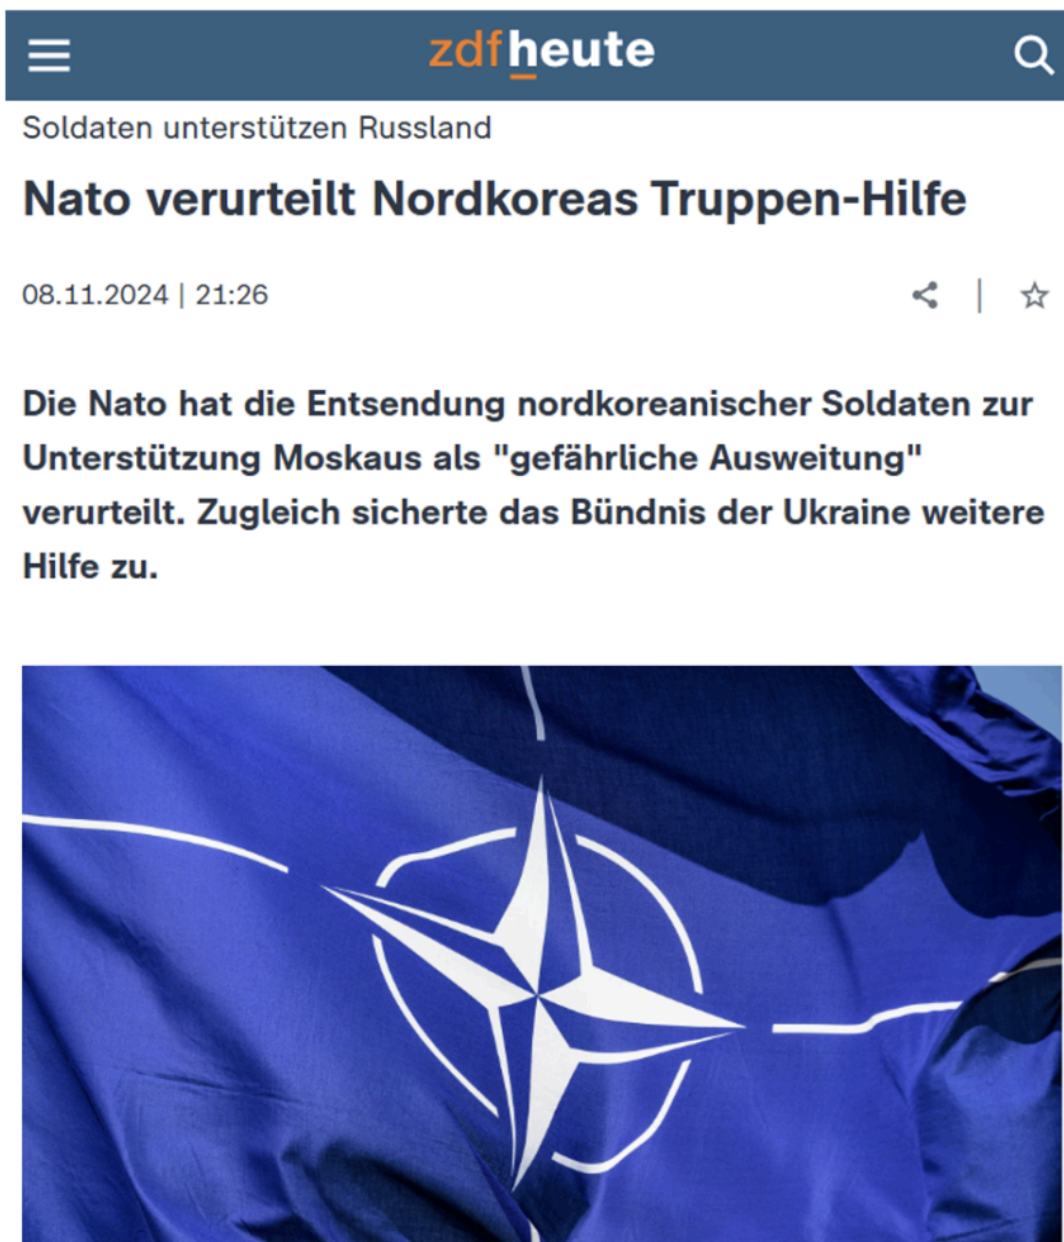 zdfheute
Soldaten unterstützen Russland
Nato verurteilt Nordkoreas Truppen-Hilfe
08.11.2024 | 21:26
Die Nato hat die Entsendung nordkoreanischer Soldaten zur
Unterstützung Moskaus als "gefährliche Ausweitung"
verurteilt. Zugleich sicherte das Bündnis der Ukraine weitere
Hilfe zu.